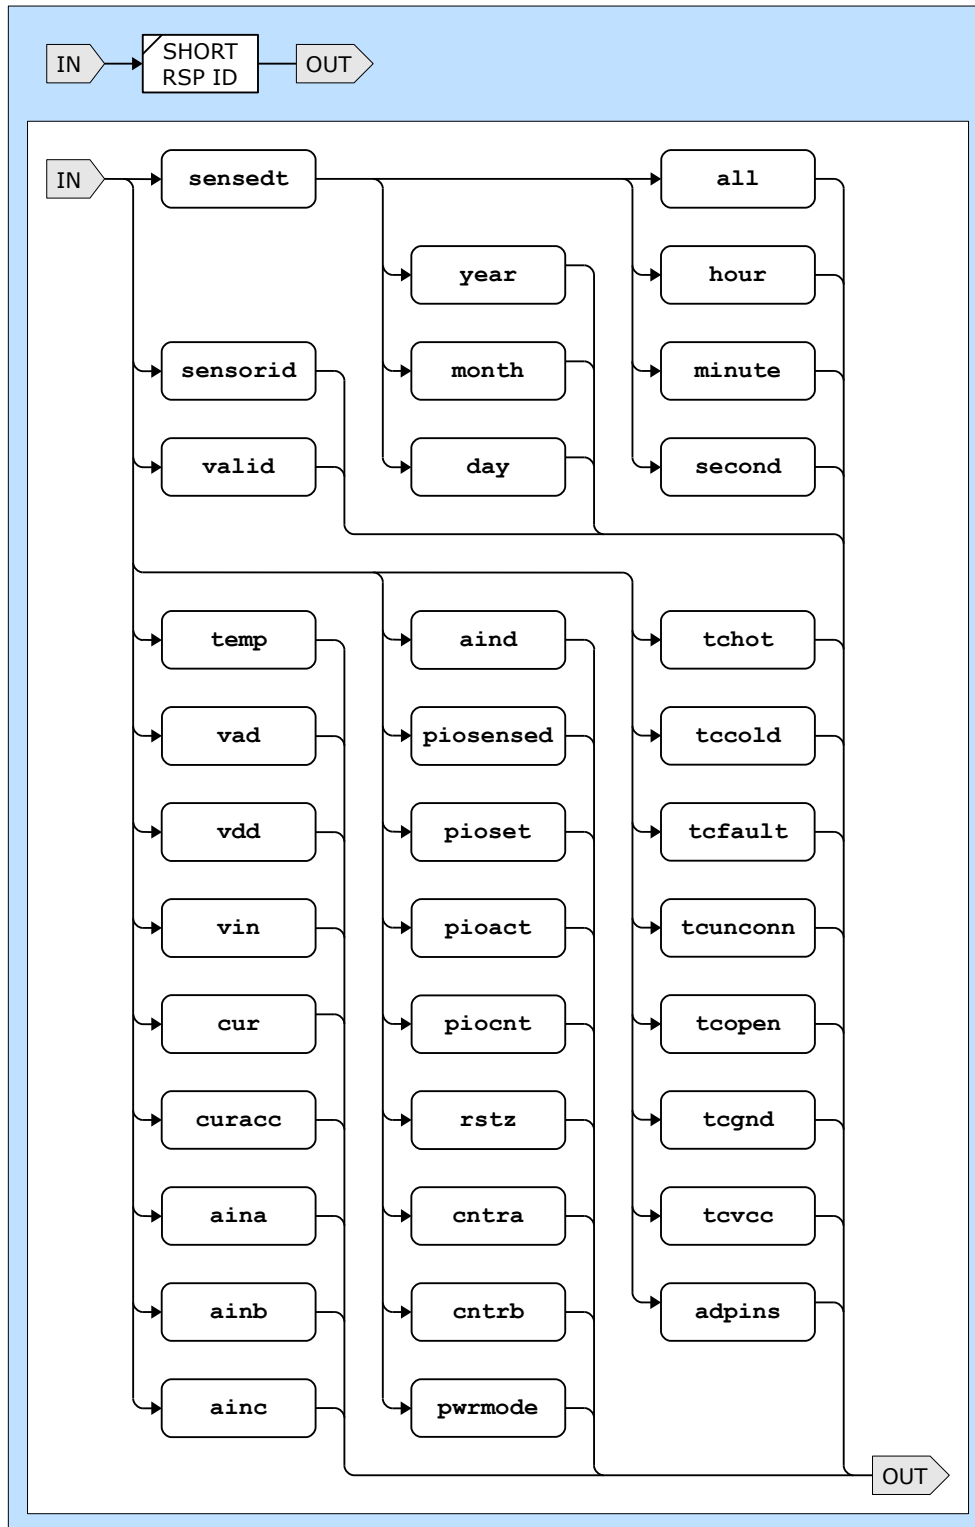 IN
SHORT
RSP ID
OUT
IN
sensedt
all
year
hour
sensorid
month
minute
valid
day
second
temp
aind
tchot
vad
piosensed
tccold
vdd
pioset
tcfault
vin
pioact
tcunconn
cur
piocnt
tcopen
curacc
rstz
tcgnd
aina
cntra
tcvcc
ainb
cntrb
adpins
ainc
pwrmode
OUT